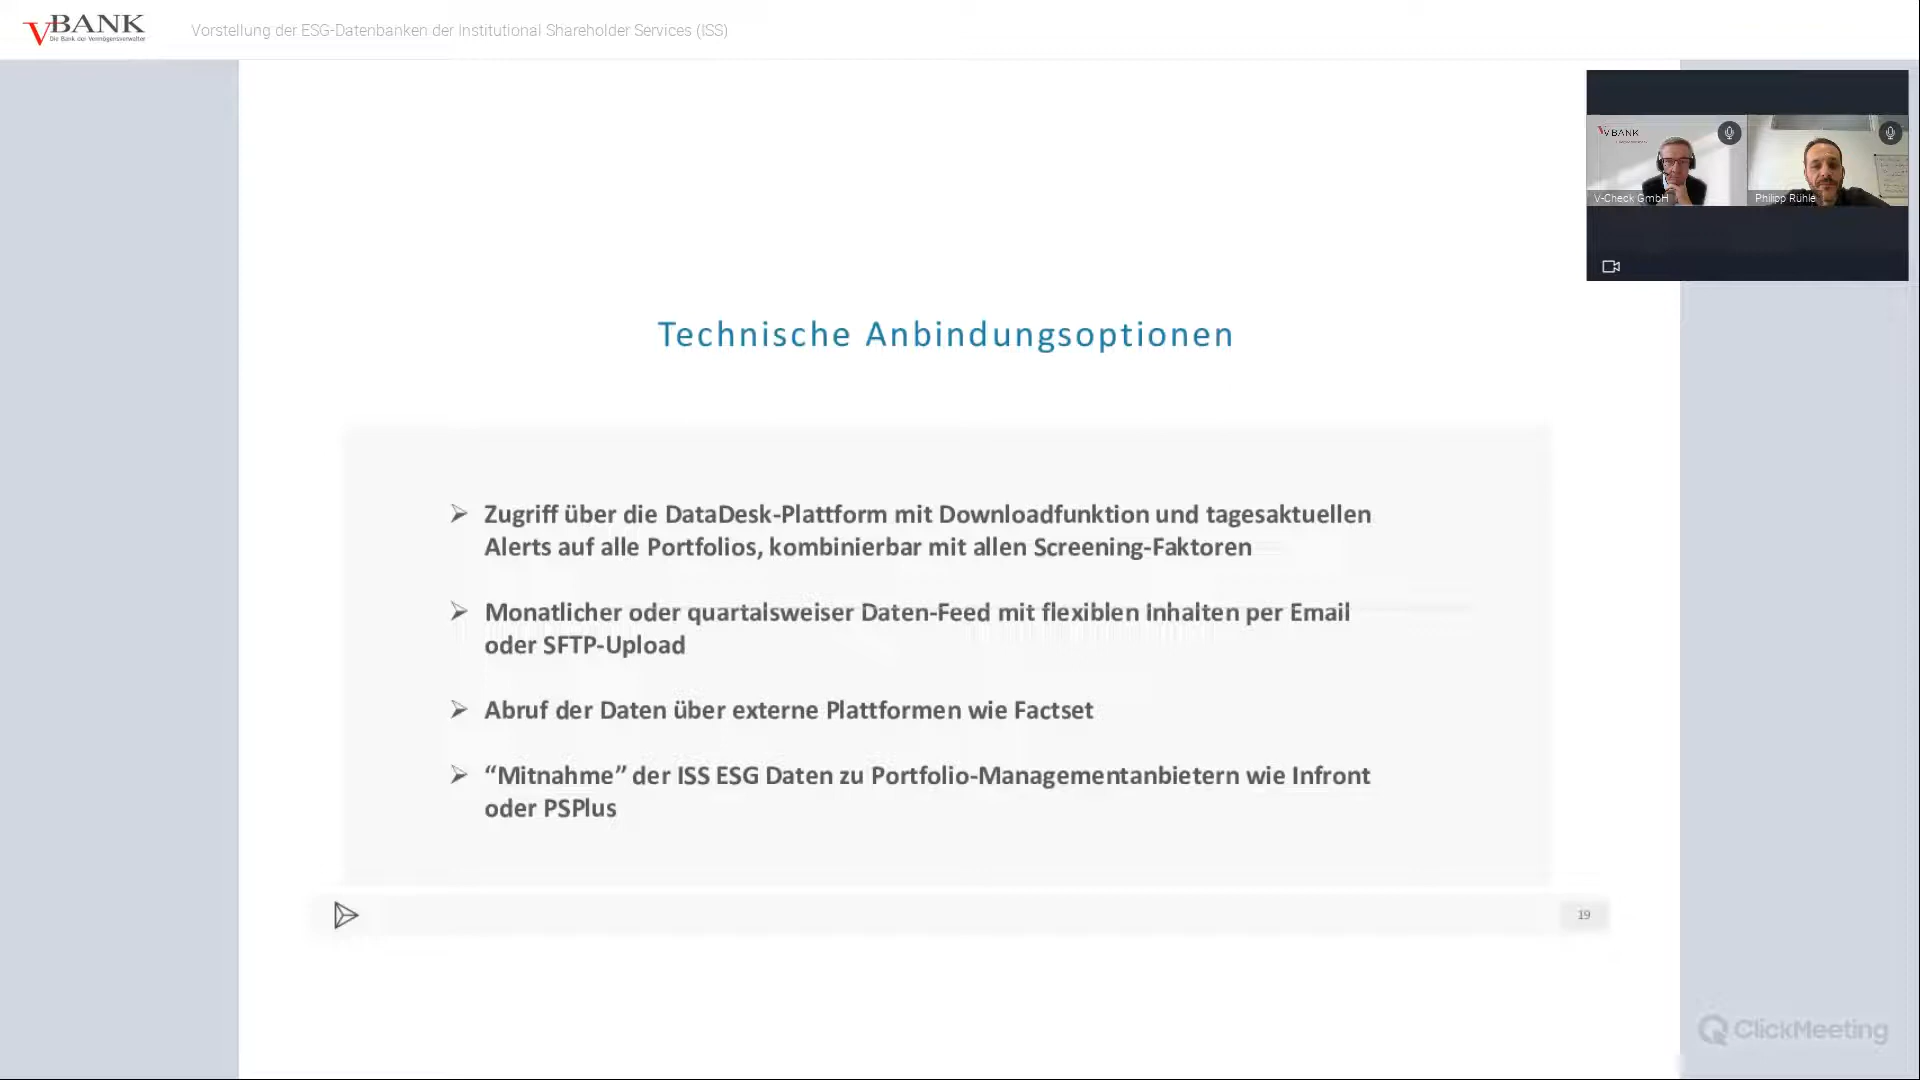 VBANK
Die Bank der Vermögensverwalter
Vorstellung der ESG-Datenbanken der Institutional Shareholder Services (ISS)
V BANK
V-Check GmbH
Philipp Rühle
Technische Anbindungsoptionen
Zugriff über die DataDesk-Plattform mit Downloadfunktion und tagesaktuellen
Alerts auf alle Portfolios, kombinierbar mit allen Screening-Faktoren
Monatlicher oder quartalsweiser Daten-Feed mit flexiblen Inhalten per Email
oder SFTP-Upload
Abruf der Daten über externe Plattformen wie Factset
“Mitnahme” der ISS ESG Daten zu Portfolio-Managementanbietern wie Infront
oder PSPlus
19
ClickMeeting